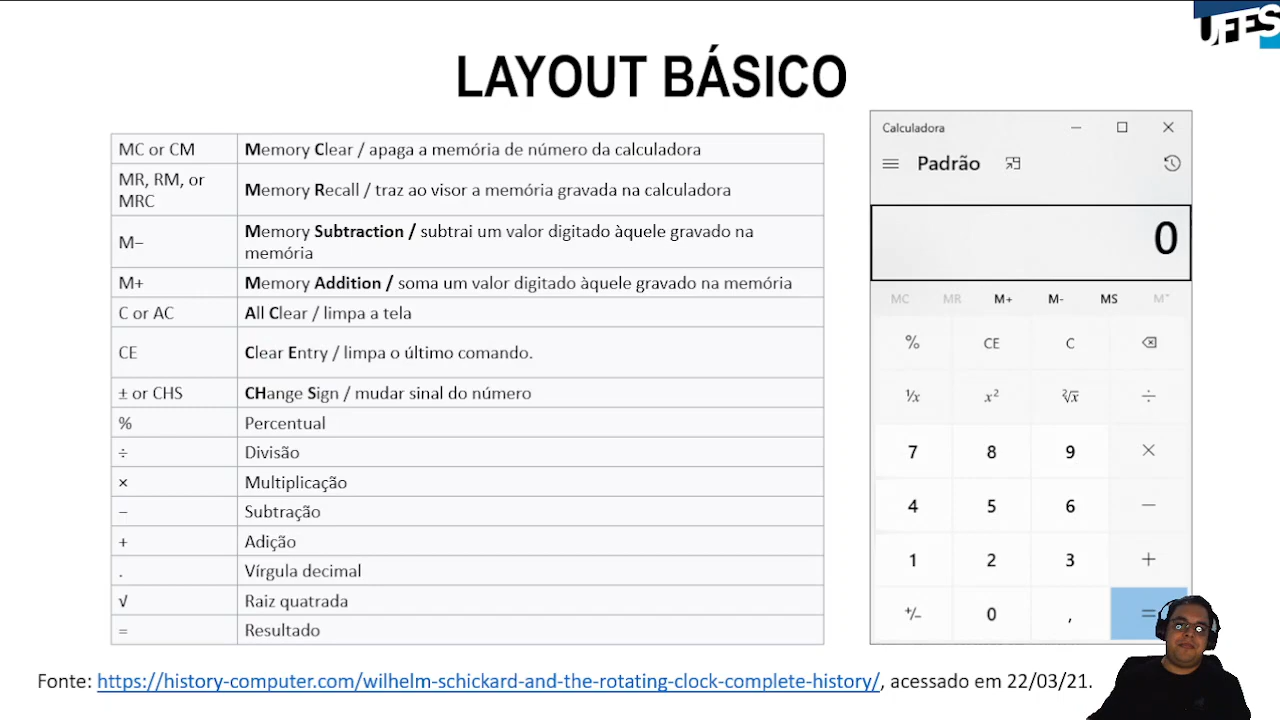 UFES
LAYOUT BÁSICO
MC or CM Memory Clear / apaga a memória de número da calculadora
MR, RM, or
MRC
Memory Recall / traz ao visor a memória gravada na calculadora
M–
Memory Subtraction / subtrai um valor digitado àquele gravado na
memória
M+ Memory Addition / soma um valor digitado àquele gravado na memória
C or AC All Clear / limpa a tela
CE Clear Entry / limpa o último comando.
± or CHS CHange Sign / mudar sinal do número
% Percentual
÷ Divisão
× Multiplicação
− Subtração
+ Adição
. Vírgula decimal
√ Raiz quadrada
= Resultado
Calculadora
Padrão
0
MC MR M+ M- MS M˅
% CE C
¹/x x² ²√x ÷
7 8 9 ×
4 5 6 −
1 2 3 +
+/− 0 , =
Fonte: https://history-computer.com/wilhelm-schickard-and-the-rotating-clock-complete-history/, acessado em 22/03/21.